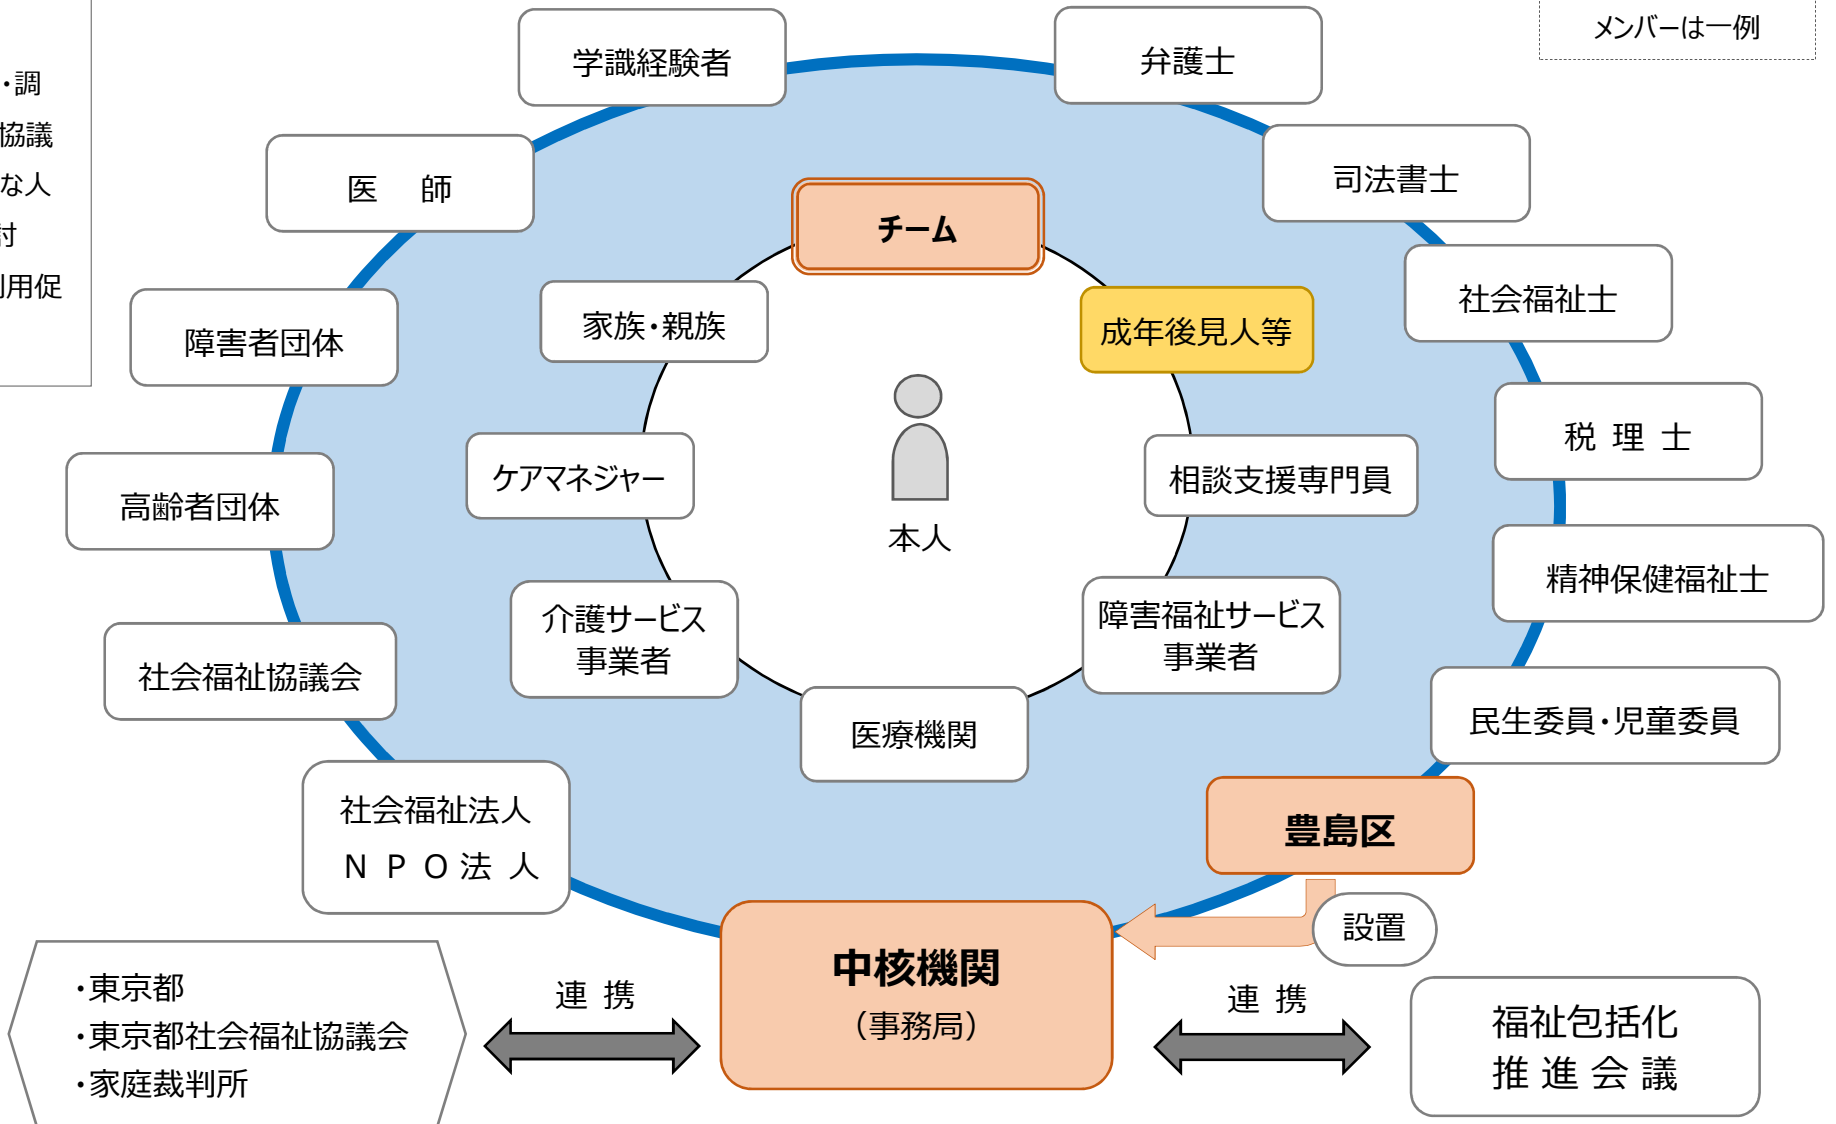 ・調
協議
な人
討
利用促
メンバーは一例
学識経験者
弁護士
医 師
司法書士
チーム
障害者団体
家族・親族
成年後見人等
社会福祉士
高齢者団体
ケアマネジャー
本人
相談支援専門員
税 理 士
社会福祉協議会
介護サービス
事業者
障害福祉サービス
事業者
精神保健福祉士
医療機関
民生委員・児童委員
社会福祉法人
N P O 法 人
豊島区
設置
中核機関
(事務局)
・東京都
・東京都社会福祉協議会
・家庭裁判所
連 携
連 携
福祉包括化
推 進 会 議